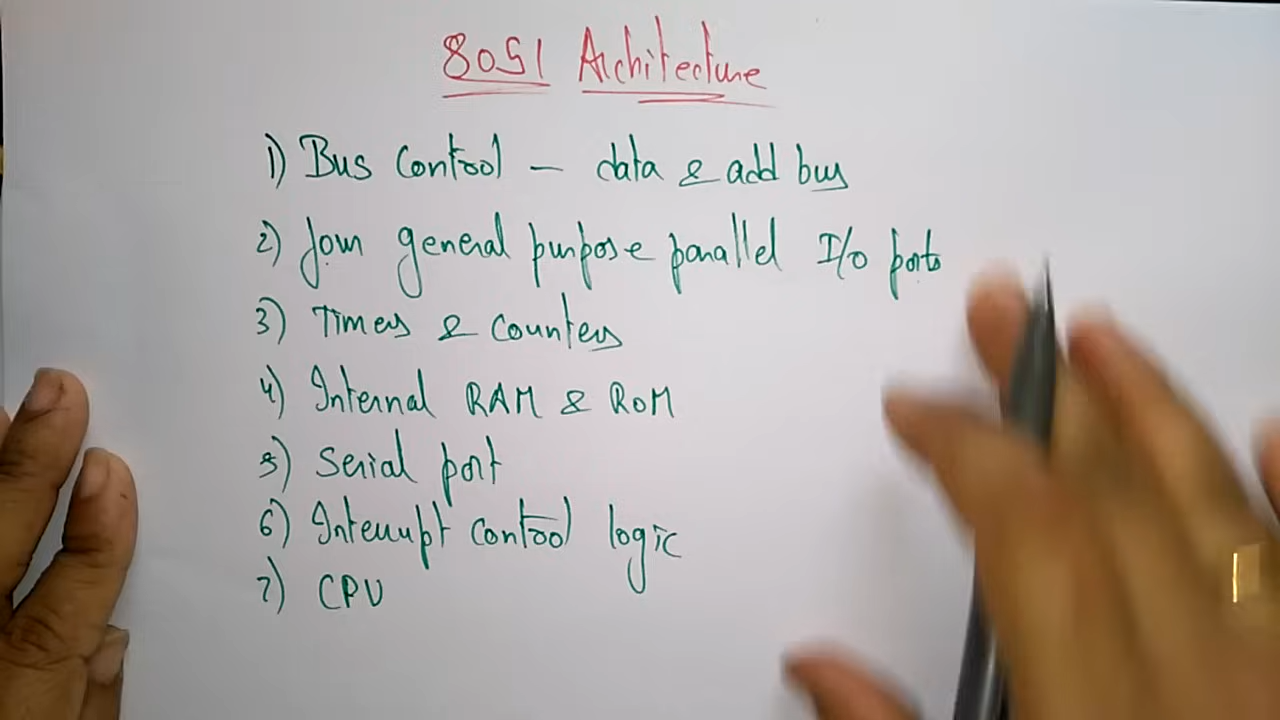 8051 Architecture
1) Bus Control - data & add bus
2) four general purpose parallel I/o ports
3) Timers & counters
4) Internal RAM & ROM
5) Serial port
6) Interrupt control logic
7) CPU